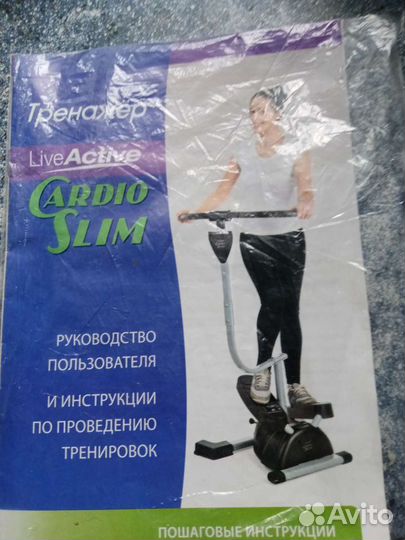 Тренажер
LiveActive
CARDIO
SLIM
РУКОВОДСТВО
ПОЛЬЗОВАТЕЛЯ
И ИНСТРУКЦИИ
ПО ПРОВЕДЕНИЮ
ТРЕНИРОВОК
ПОШАГОВЫЕ ИНСТРУКЦИИ
Avito